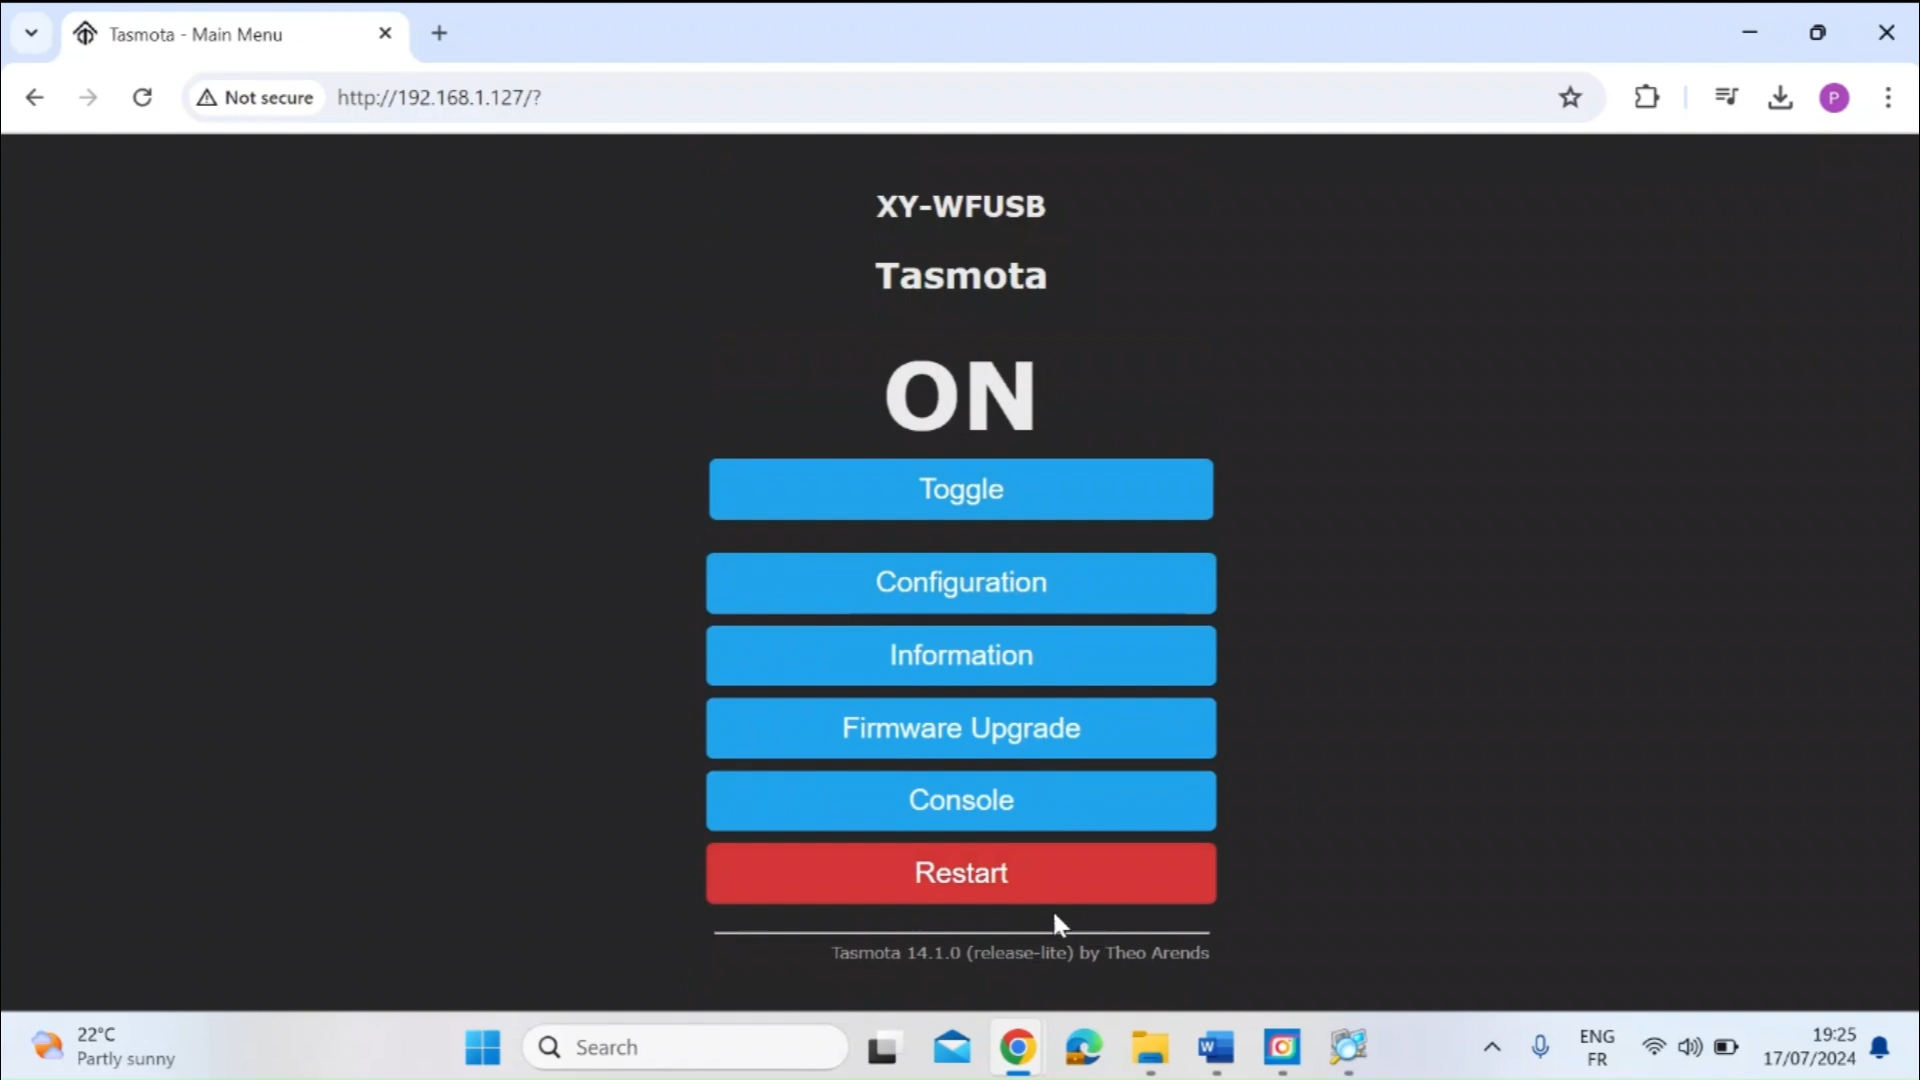 Tasmota - Main Menu
Not secure
http://192.168.1.127/?
P
XY-WFUSB
Tasmota
ON
Toggle
Configuration
Information
Firmware Upgrade
Console
Restart
Tasmota 14.1.0 (release-lite) by Theo Arends
22°C
Partly sunny
Search
W
ENG
FR
19:25
17/07/2024